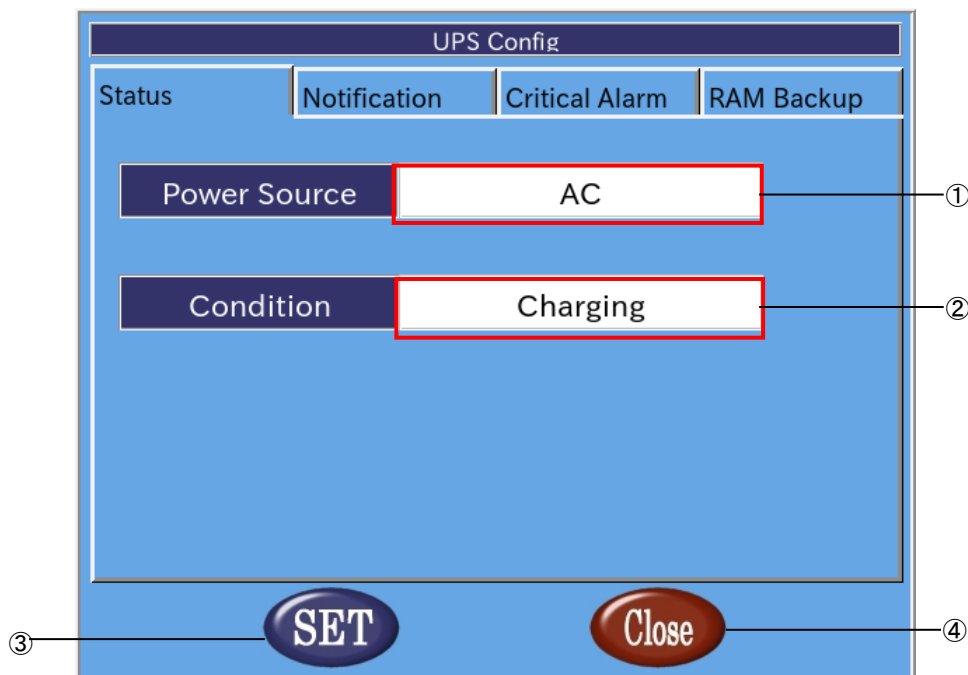 UPS Config
Status Notification Critical Alarm RAM Backup
Power Source AC ①
Condition Charging ②
③ SET Close ④